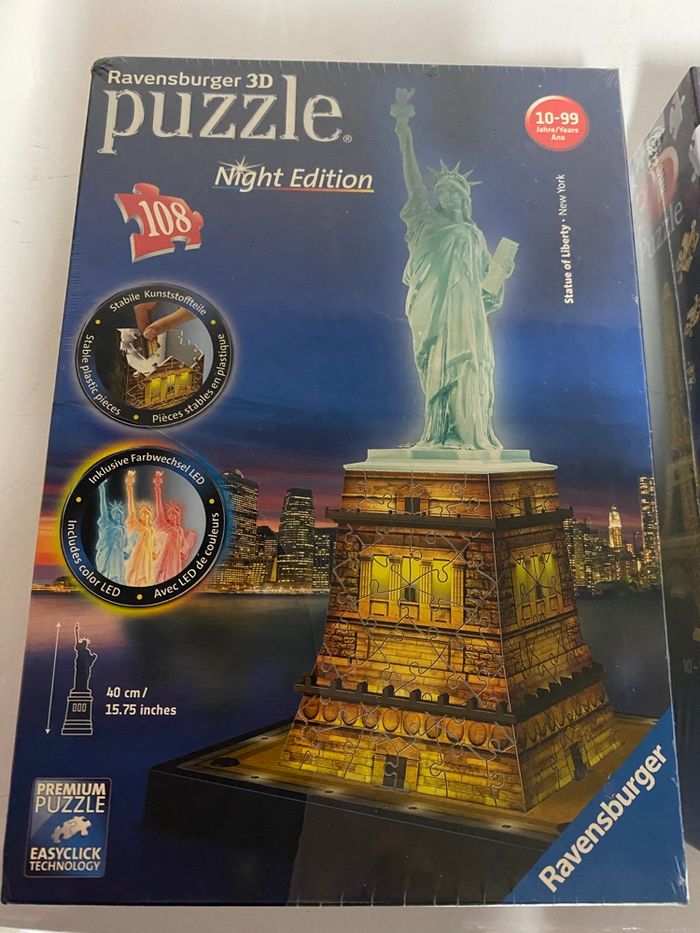 Ravensburger 3D
puzzle®
Night Edition
108
10-99
Jahre/Years
Ans
Statue of Liberty · New York
Stabile Kunststoffteile
Stable plastic pieces
Pièces stables en plastique
Inklusive Farbwechsel LED
Includes color LED
Avec LED de couleurs
40 cm /
15.75 inches
PREMIUM
PUZZLE
EASYCLICK
TECHNOLOGY
Ravensburger
puzzle
10-